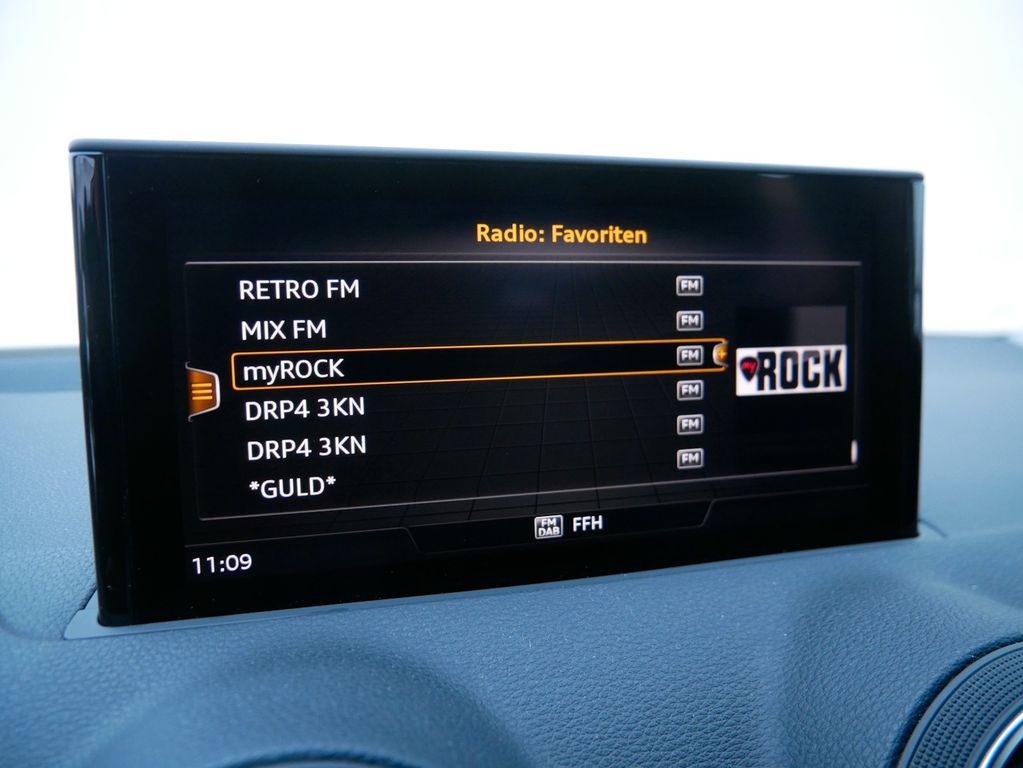 Radio: Favoriten
RETRO FM FM
MIX FM FM
myROCK FM
my ROCK
DRP4 3KN FM
DRP4 3KN FM
*GULD* FM
FM DAB FFH
11:09